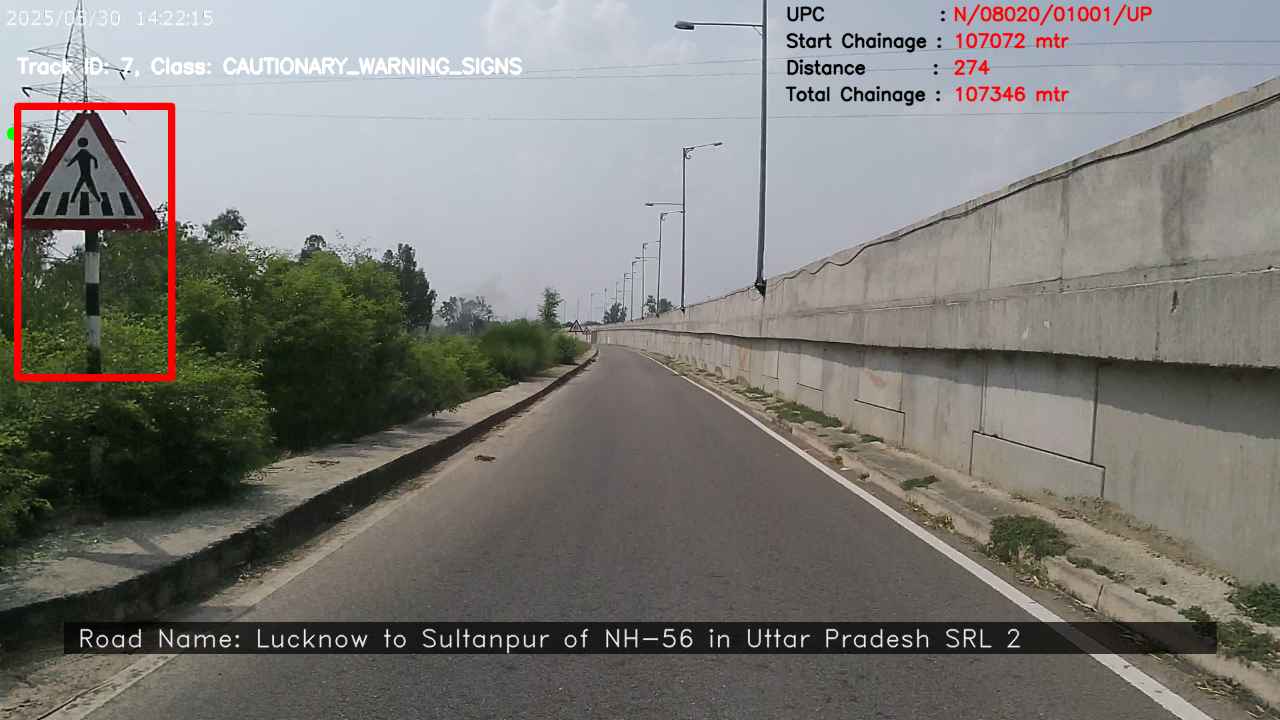 2025/08/30 14:22:15
UPC : N/08020/01001/UP
Start Chainage : 107072 mtr
Distance : 274
Total Chainage : 107346 mtr
Track ID: 7, Class: CAUTIONARY_WARNING_SIGNS
Road Name: Lucknow to Sultanpur of NH-56 in Uttar Pradesh SRL 2